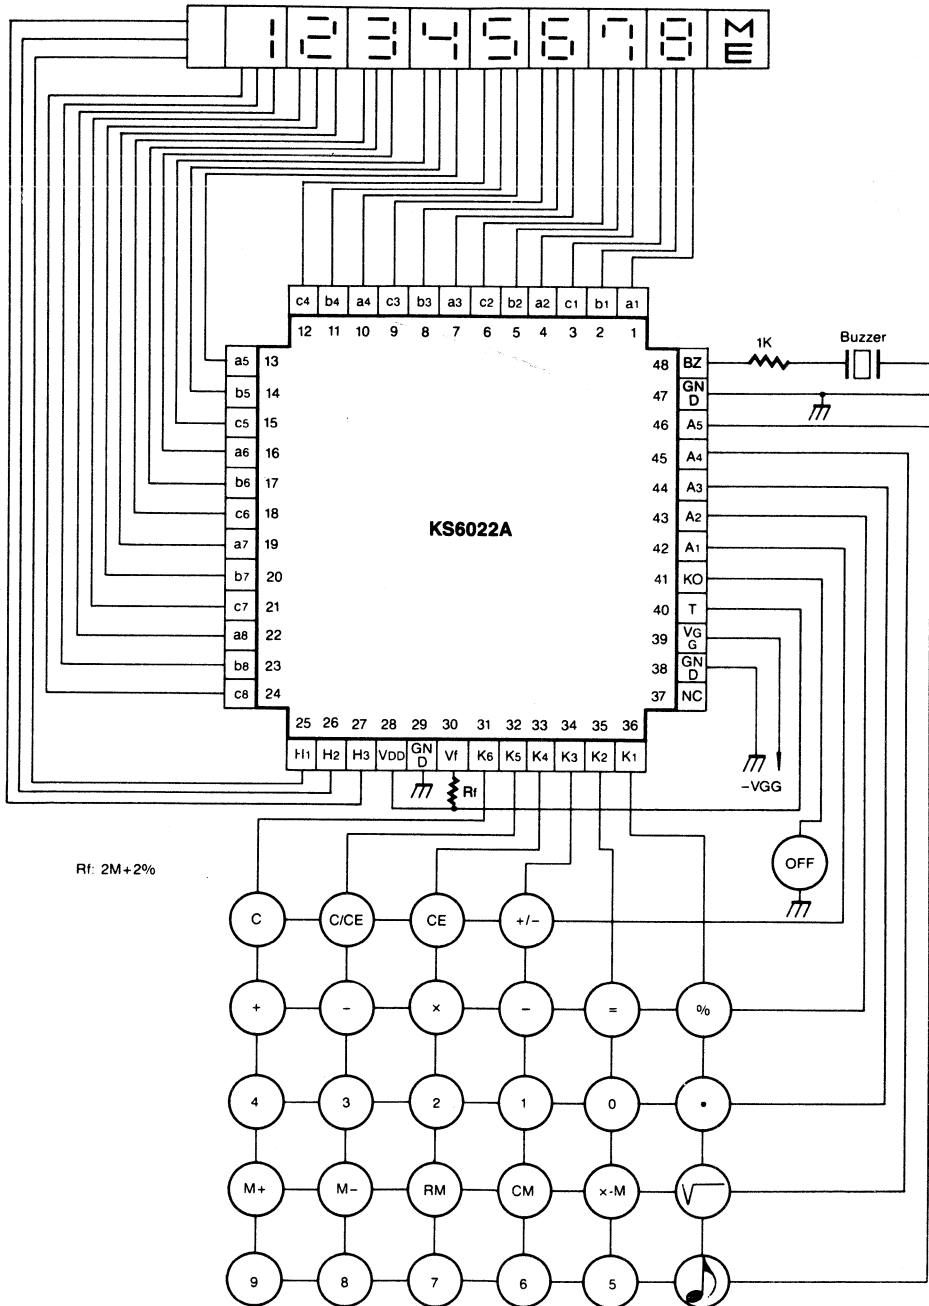 1 2 3 4 5 6 7 8 M E
c4 b4 a4 c3 b3 a3 c2 b2 a2 c1 b1 a1
12 11 10 9 8 7 6 5 4 3 2 1
a5 13
b5 14
c5 15
a6 16
b6 17
c6 18
a7 19
b7 20
c7 21
a8 22
b8 23
c8 24
KS6022A
1K
Buzzer
48 BZ
47 GND
46 A5
45 A4
44 A3
43 A2
42 A1
41 KO
40 T
39 VGG
38 GND
37 NC
25 26 27 28 29 30 31 32 33 34 35 36
H1 H2 H3 VDD GND Vf K6 K5 K4 K3 K2 K1
Rf
-VGG
OFF
Rf: 2M+2%
C C/CE CE +/-
+ - × - = %
4 3 2 1 0 •
M+ M- RM CM ×-M √
9 8 7 6 5 ♪